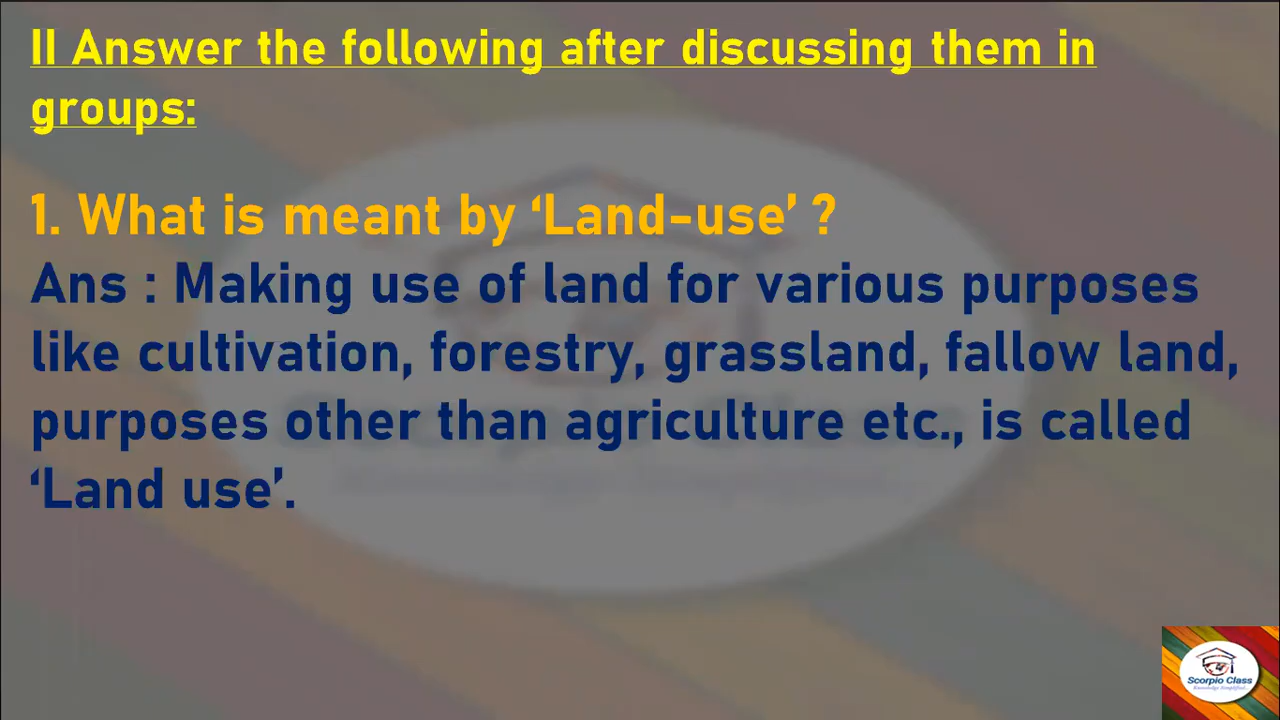 II Answer the following after discussing them in
groups:
1. What is meant by ‘Land-use’ ?
Ans : Making use of land for various purposes
like cultivation, forestry, grassland, fallow land,
purposes other than agriculture etc., is called
‘Land use’.
Scorpio Class
Knowledge Simplified...